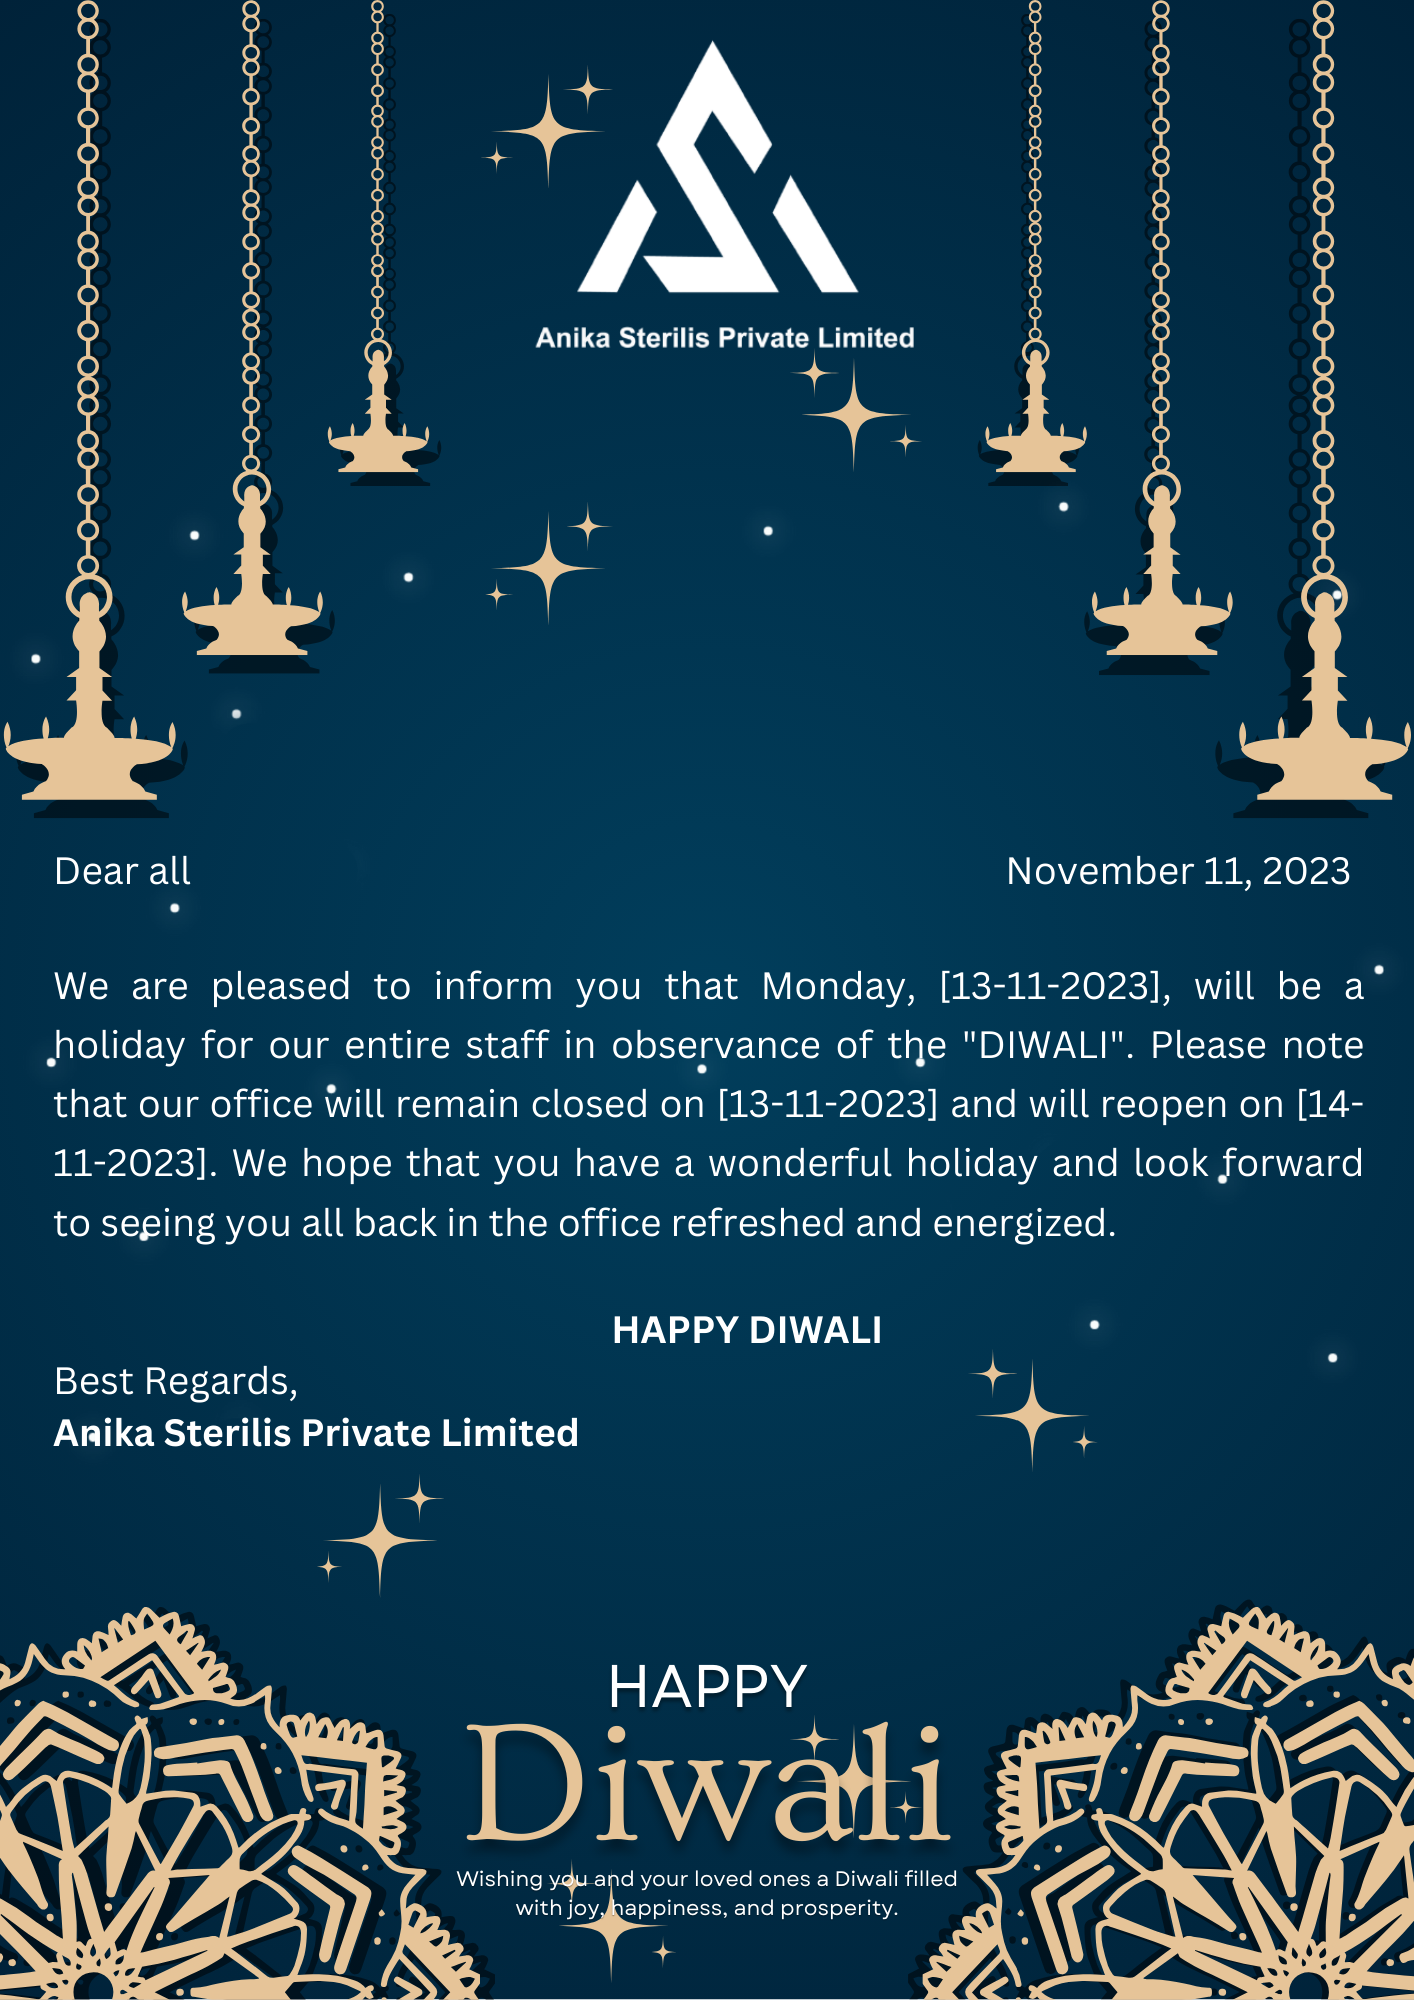 Anika Sterilis Private Limited
Dear all
November 11, 2023
We are pleased to inform you that Monday, [13-11-2023], will be a
holiday for our entire staff in observance of the "DIWALI". Please note
that our office will remain closed on [13-11-2023] and will reopen on [14-
11-2023]. We hope that you have a wonderful holiday and look forward
to seeing you all back in the office refreshed and energized.
HAPPY DIWALI
Best Regards,
Anika Sterilis Private Limited
HAPPY
Diwali
Wishing you and your loved ones a Diwali filled
with joy, happiness, and prosperity.